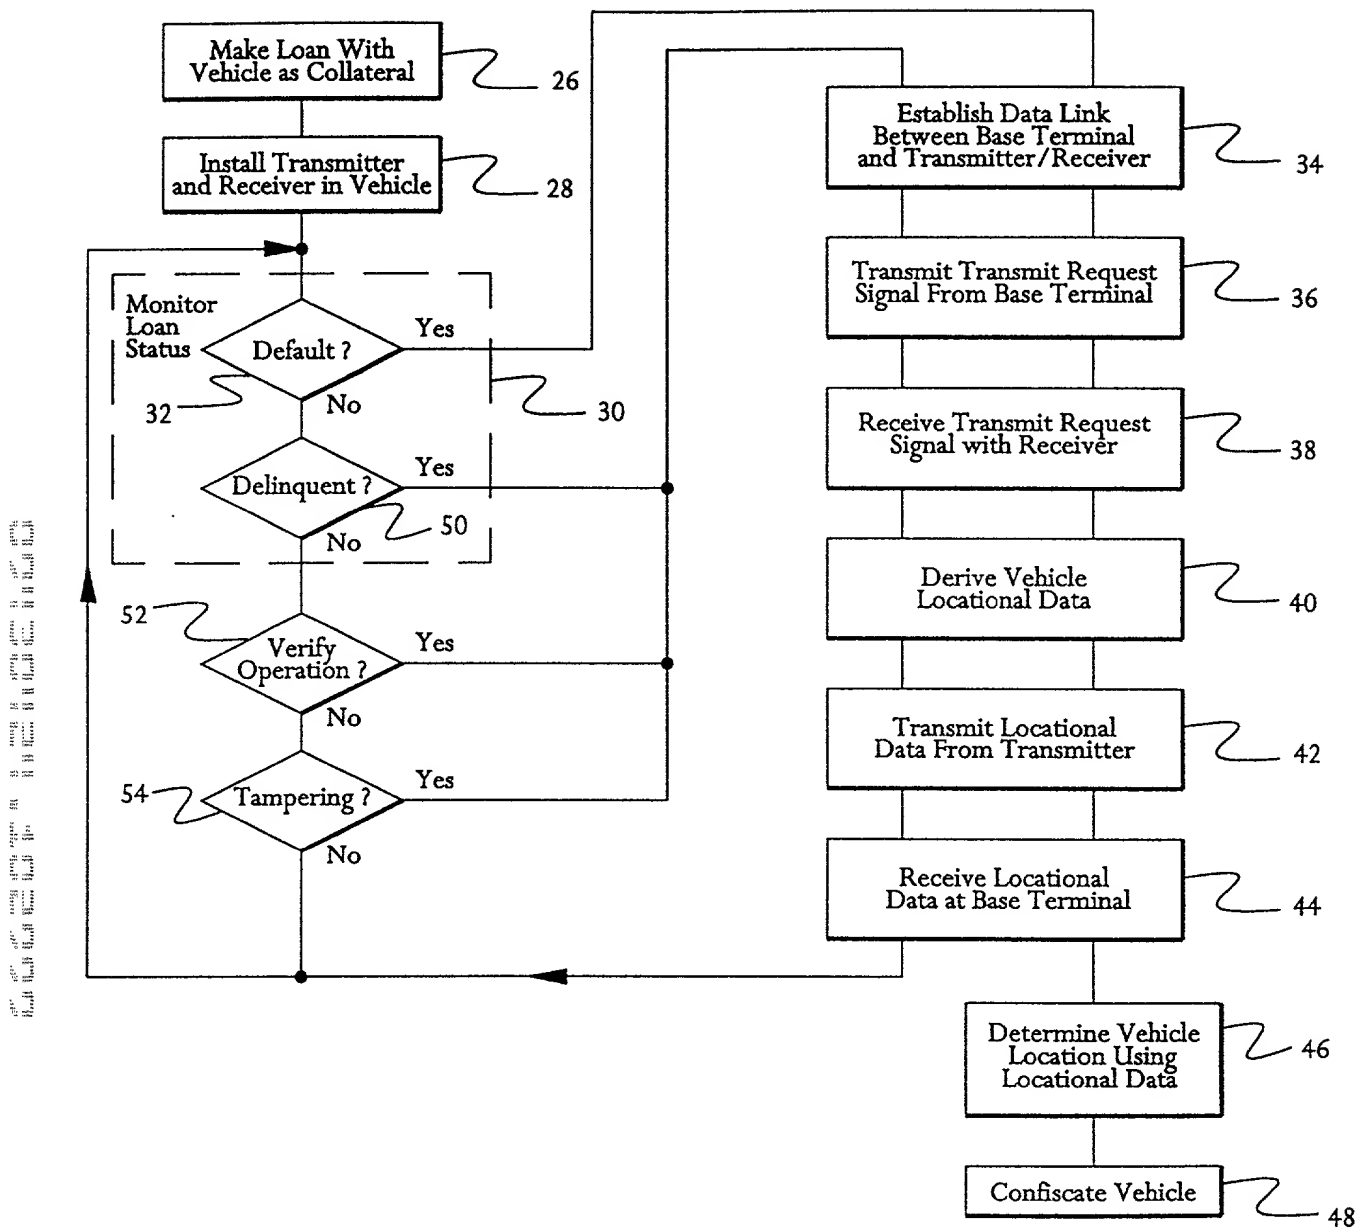 Make Loan With
Vehicle as Collateral
26
Install Transmitter
and Receiver in Vehicle
28
Monitor
Loan
Status
Default ?
Yes
32
No
30
Delinquent ?
Yes
50
No
52
Verify
Operation ?
Yes
No
54
Tampering ?
Yes
No
Establish Data Link
Between Base Terminal
and Transmitter/Receiver
34
Transmit Transmit Request
Signal From Base Terminal
36
Receive Transmit Request
Signal with Receiver
38
Derive Vehicle
Locational Data
40
Transmit Locational
Data From Transmitter
42
Receive Locational
Data at Base Terminal
44
Determine Vehicle
Location Using
Locational Data
46
Confiscate Vehicle
48